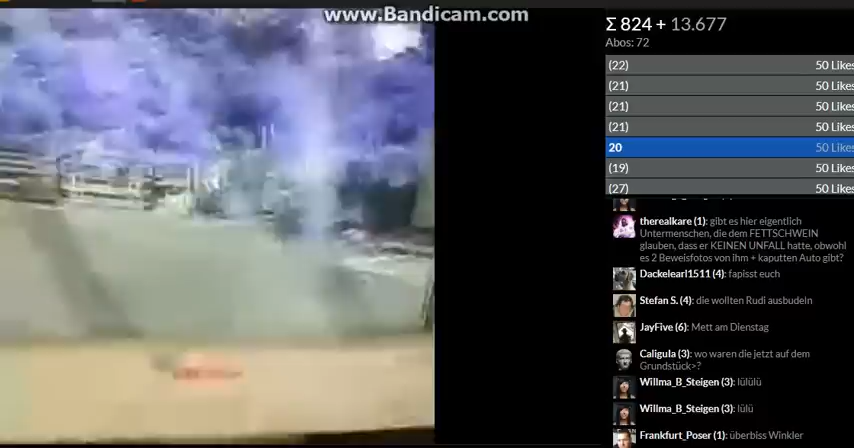 www.Bandicam.com
Σ 824 + 13.677
Abos: 72
(22) 50 Likes
(21) 50 Likes
(21) 50 Likes
(21) 50 Likes
20 50 Likes
(19) 50 Likes
(27) 50 Likes
therealkare (1): gibt es hier eigentlich
Untermenschen, die dem FETTSCHWEIN
glauben, dass er KEINEN UNFALL hatte, obwohl
es 2 Beweisfotos von ihm + kaputten Auto gibt?
Dackelearl1511 (4): fapisst euch
Stefan S. (4): die wollten Rudi ausbudeln
JayFive (6): Mett am Dienstag
Caligula (3): wo waren die jetzt auf dem
Grundstück>?
Willma_B_Steigen (3): lülülü
Willma_B_Steigen (3): lülü
Frankfurt_Poser (1): überbiss Winkler